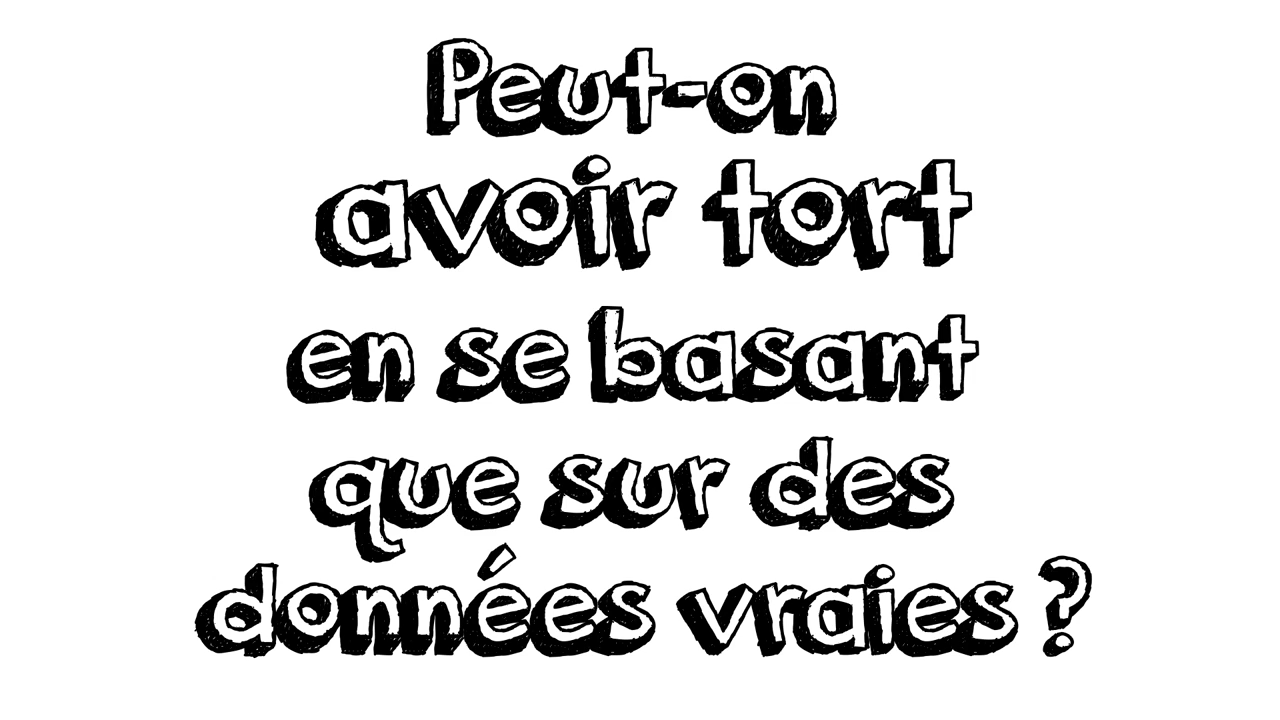 Peut-on
avoir tort
en se basant
que sur des
données vraies ?